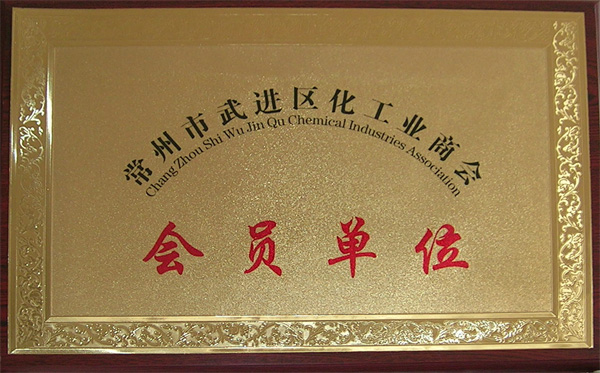 常州市武进区化工业商会
Chang Zhou Shi Wu Jin Qu Chemical Industries Association
会员单位